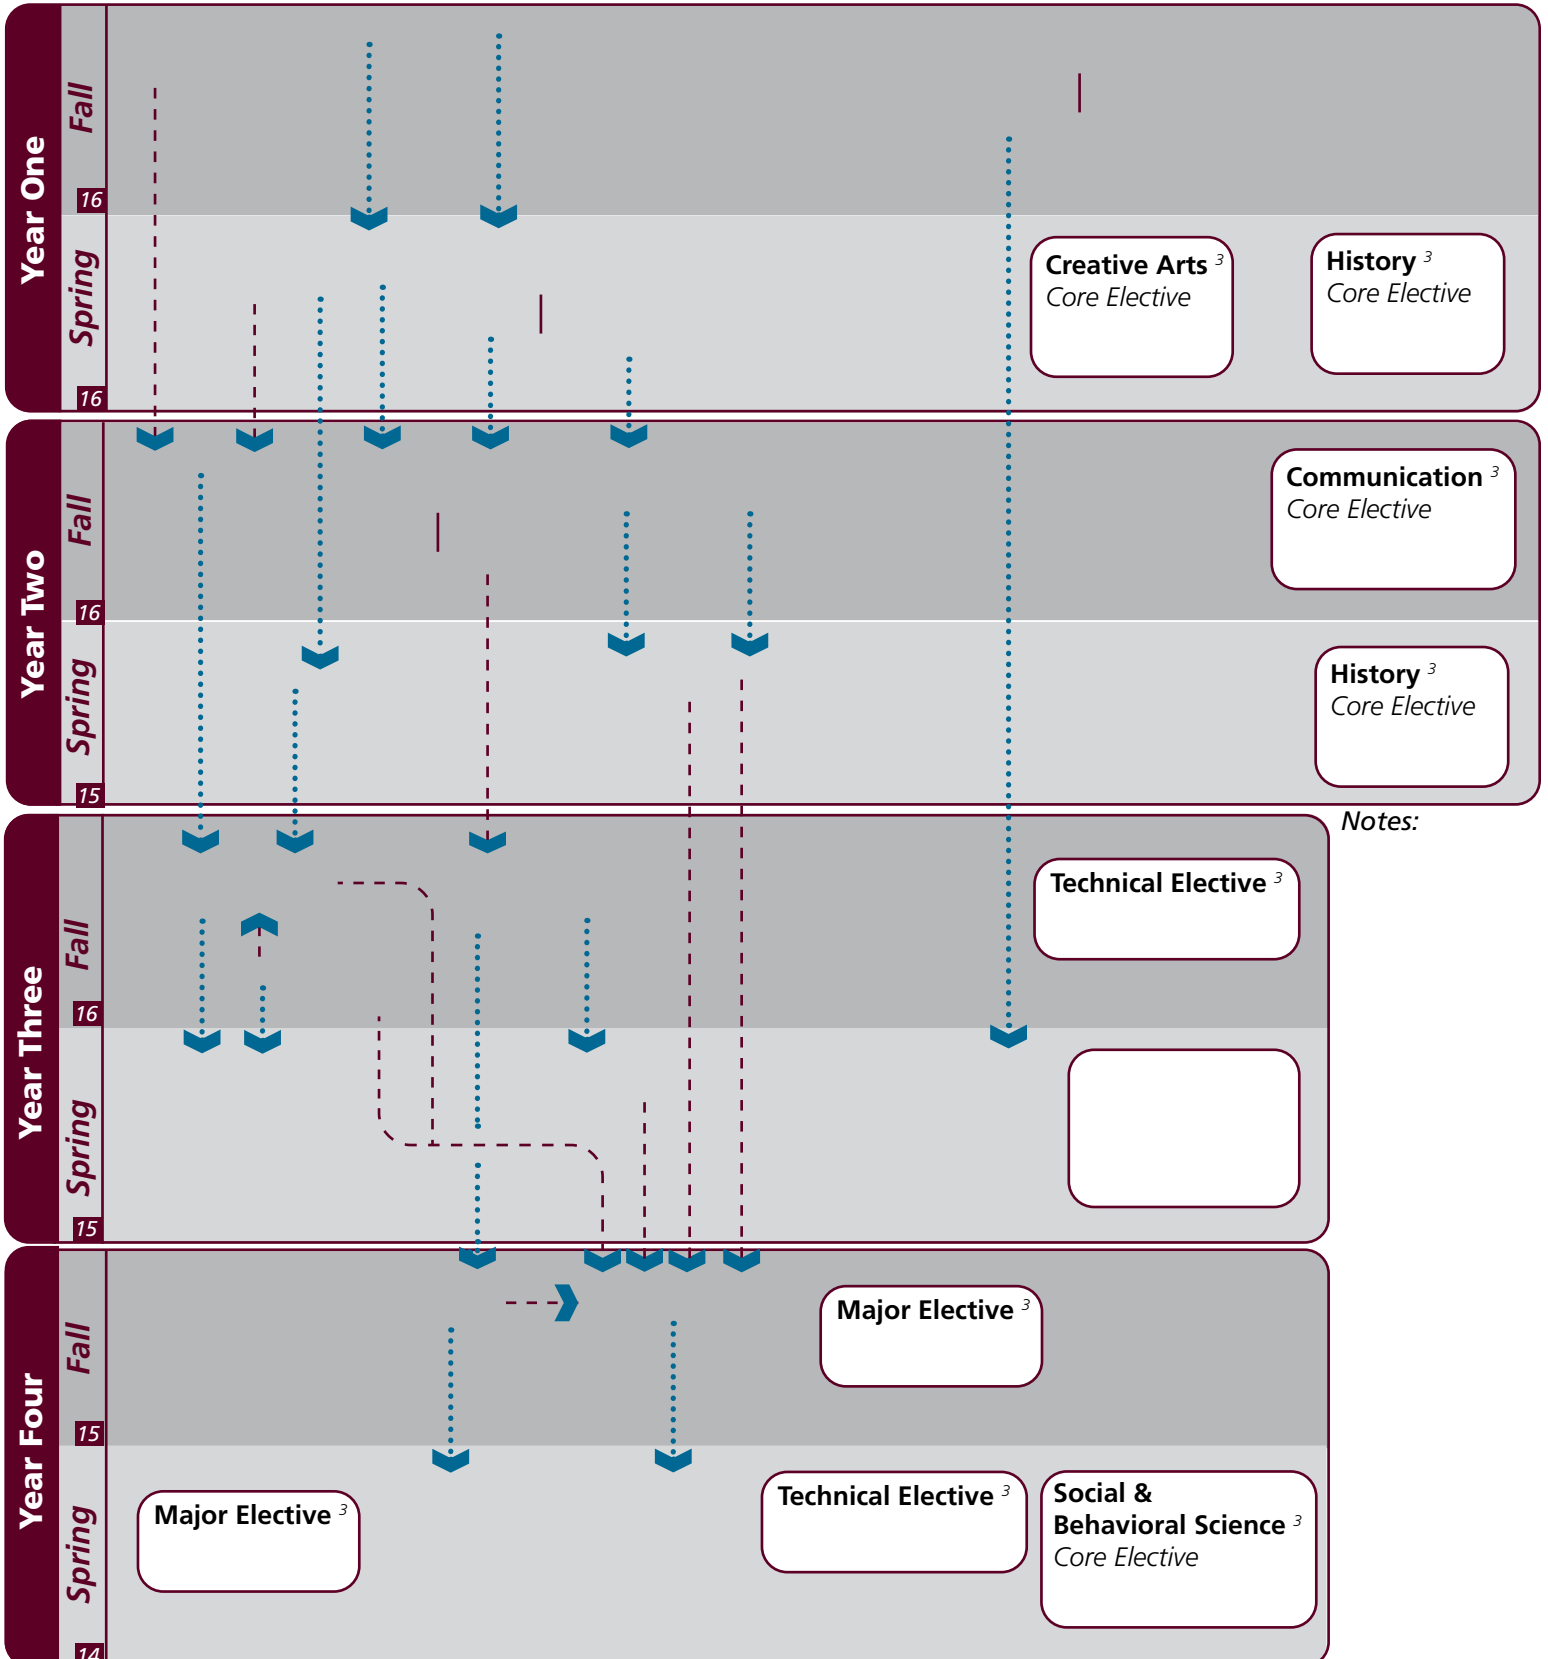 Year One
Fall
16
Spring
Creative Arts 3
Core Elective
History 3
Core Elective
16
Year Two
Fall
Communication 3
Core Elective
16
Spring
History 3
Core Elective
15
Notes:
Year Three
Fall
Technical Elective 3
16
Spring
15
Year Four
Fall
Major Elective 3
15
Spring
Major Elective 3
Technical Elective 3
Social &
Behavioral Science 3
Core Elective
14